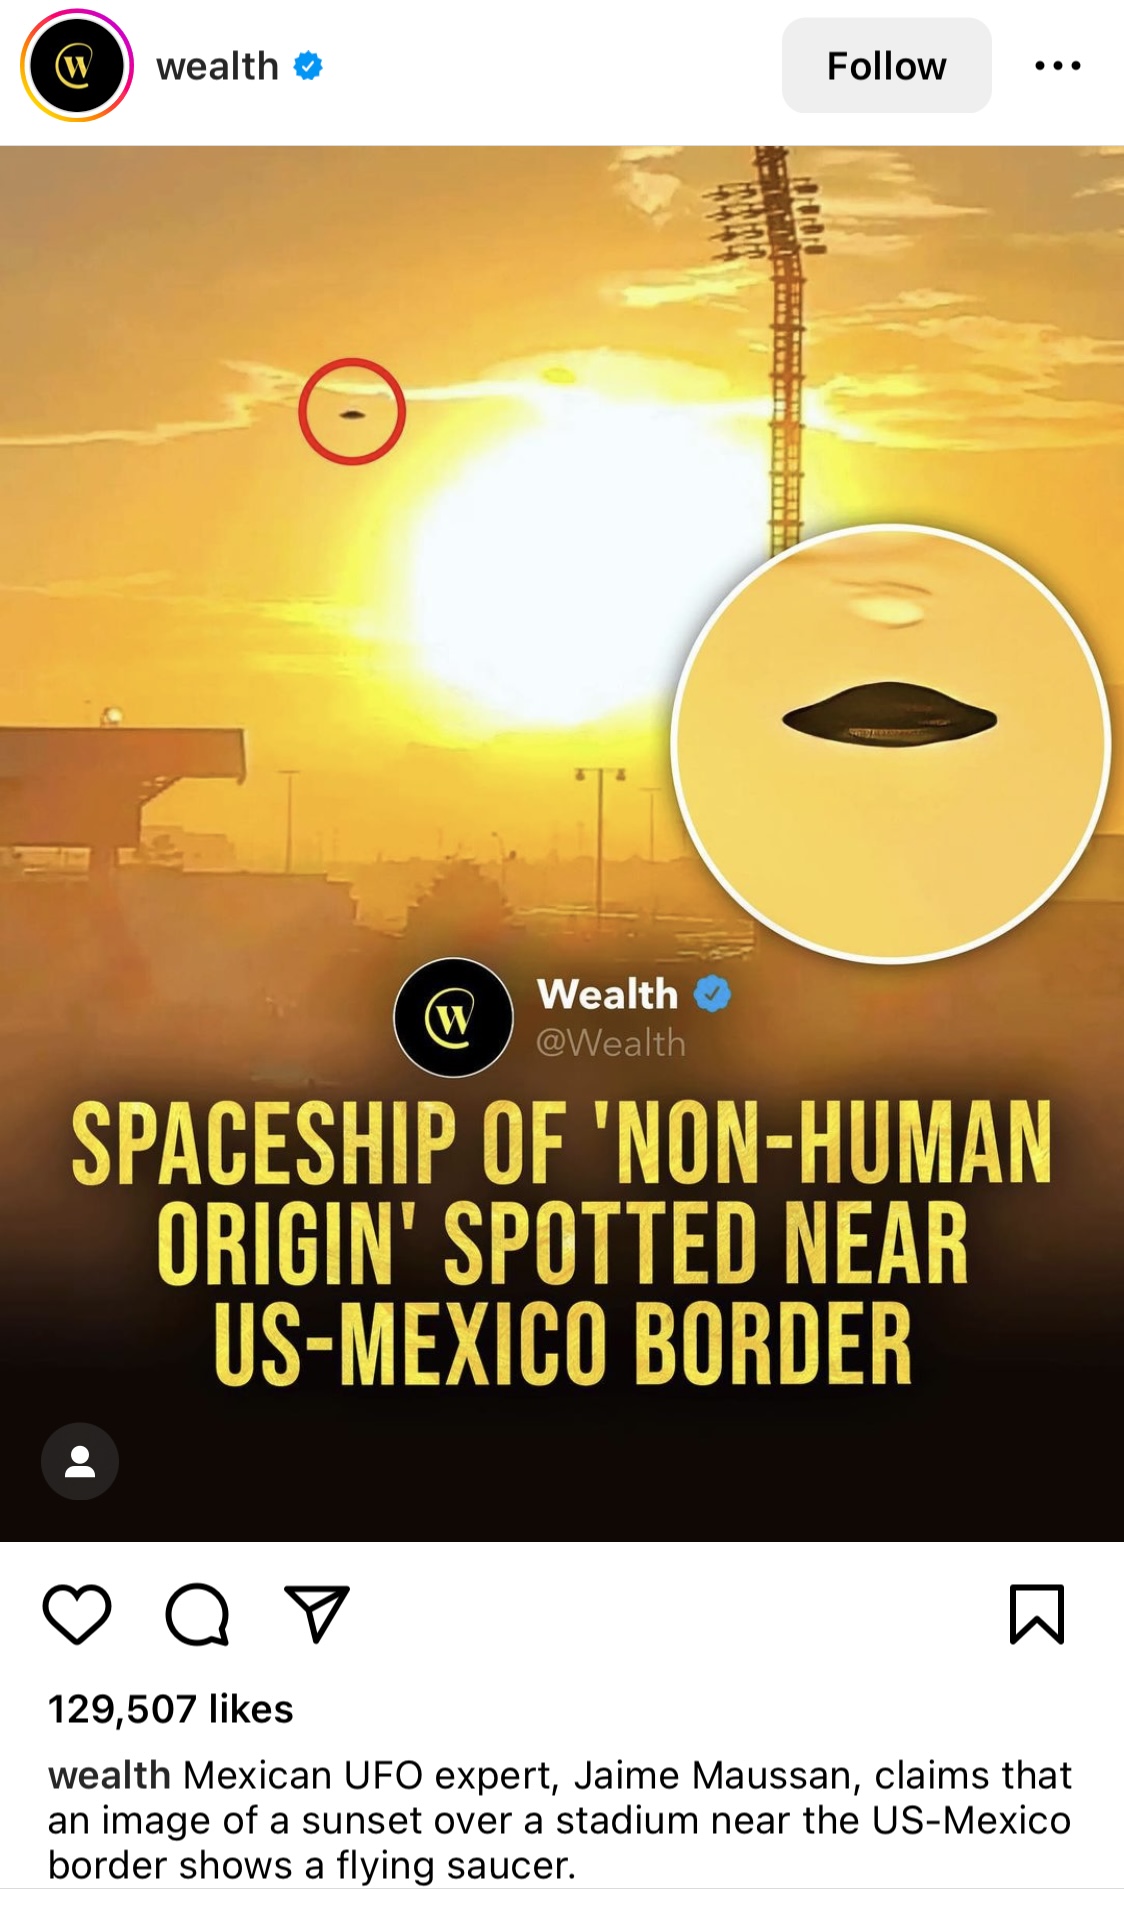 wealth
Follow
Wealth
@Wealth
SPACESHIP OF 'NON-HUMAN
ORIGIN' SPOTTED NEAR
US-MEXICO BORDER
129,507 likes
wealth Mexican UFO expert, Jaime Maussan, claims that
an image of a sunset over a stadium near the US-Mexico
border shows a flying saucer.